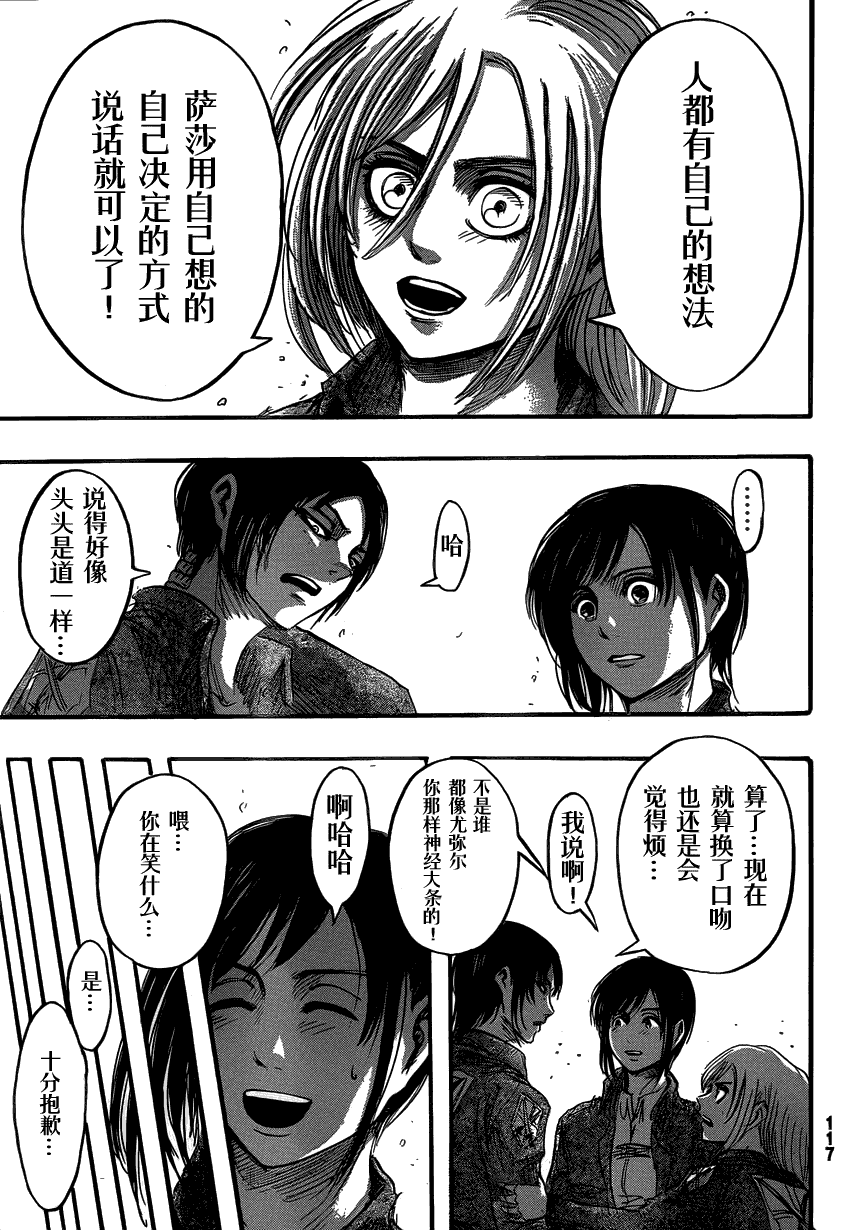 人都有自己的想法
萨莎用自己想的
自己决定的方式
说话就可以了！
……
哈
说得好像
头头是道一样…
算了…现在
就算换了口吻
也还是会
觉得烦…
我说啊！
不是谁
都像尤弥尔
你那样神经大条的！
啊哈哈
喂…
你在笑什么…
是…
十分抱歉…
117